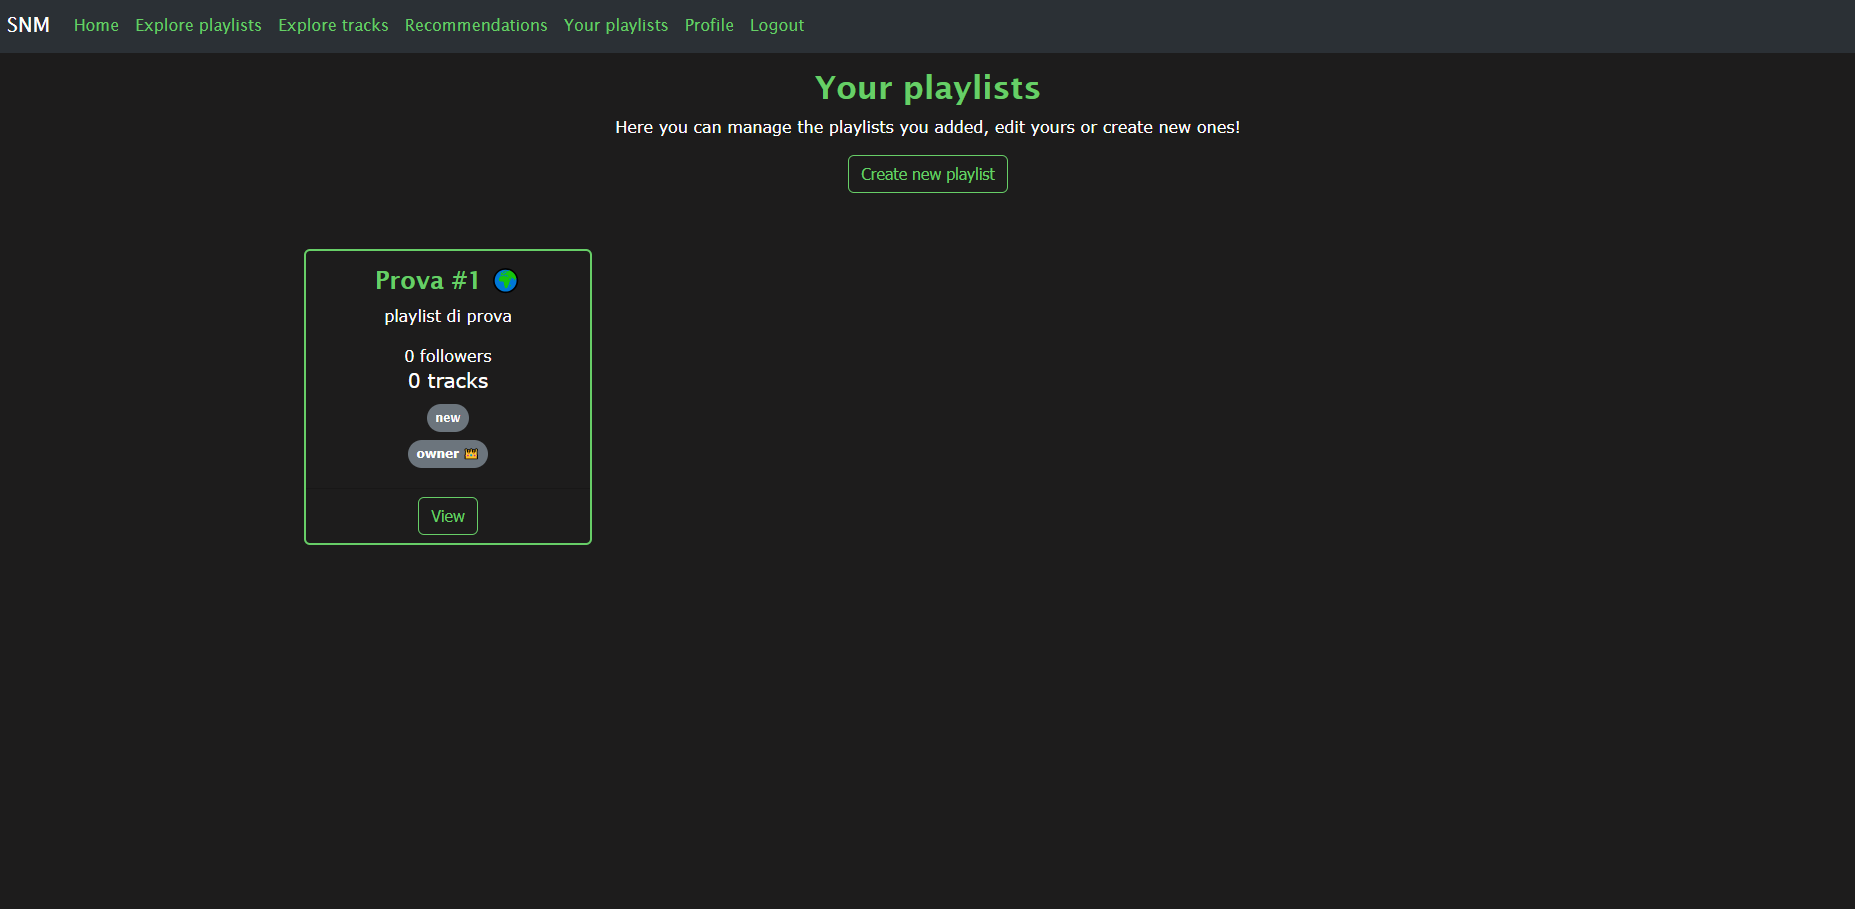 SNM Home Explore playlists Explore tracks Recommendations Your playlists Profile Logout
Your playlists
Here you can manage the playlists you added, edit yours or create new ones!
Create new playlist
Prova #1 🌍
playlist di prova
0 followers
0 tracks
new
owner 👑
View